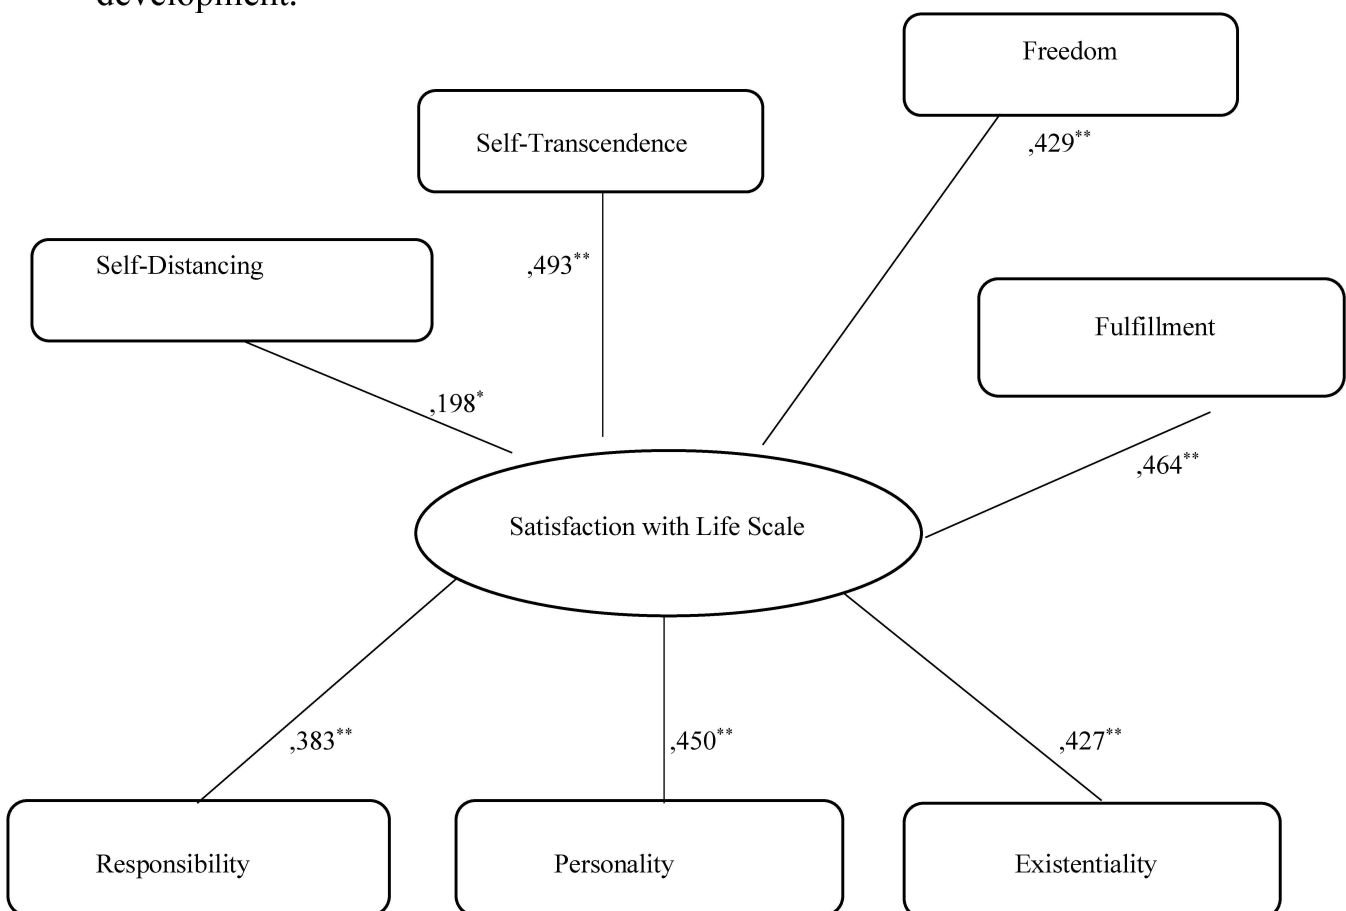 development.
Freedom
,429**
Self-Transcendence
,493**
Self-Distancing
,198*
Fulfillment
,464**
Satisfaction with Life Scale
,383**
,450**
,427**
Responsibility
Personality
Existentiality